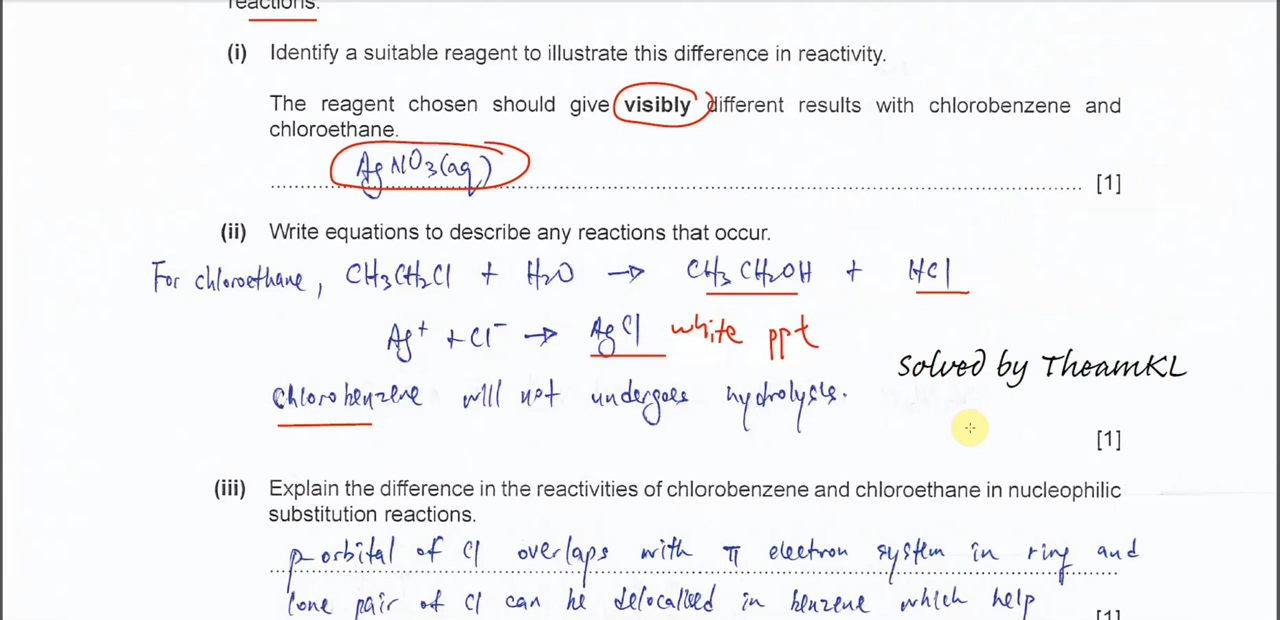 reactions.
(i) Identify a suitable reagent to illustrate this difference in reactivity.
The reagent chosen should give visibly different results with chlorobenzene and
chloroethane.
AgNO3(aq)
[1]
(ii) Write equations to describe any reactions that occur.
For chloroethane, CH3CH2Cl + H2O → CH3CH2OH + HCl
Ag+ + Cl- → AgCl white ppt
Solved by TheamKL
Chlorobenzene will not undergoes hydrolysis.
[1]
(iii) Explain the difference in the reactivities of chlorobenzene and chloroethane in nucleophilic
substitution reactions.
p orbital of Cl overlaps with π electron system in ring and
lone pair of Cl can be delocalised in benzene which help
[1]